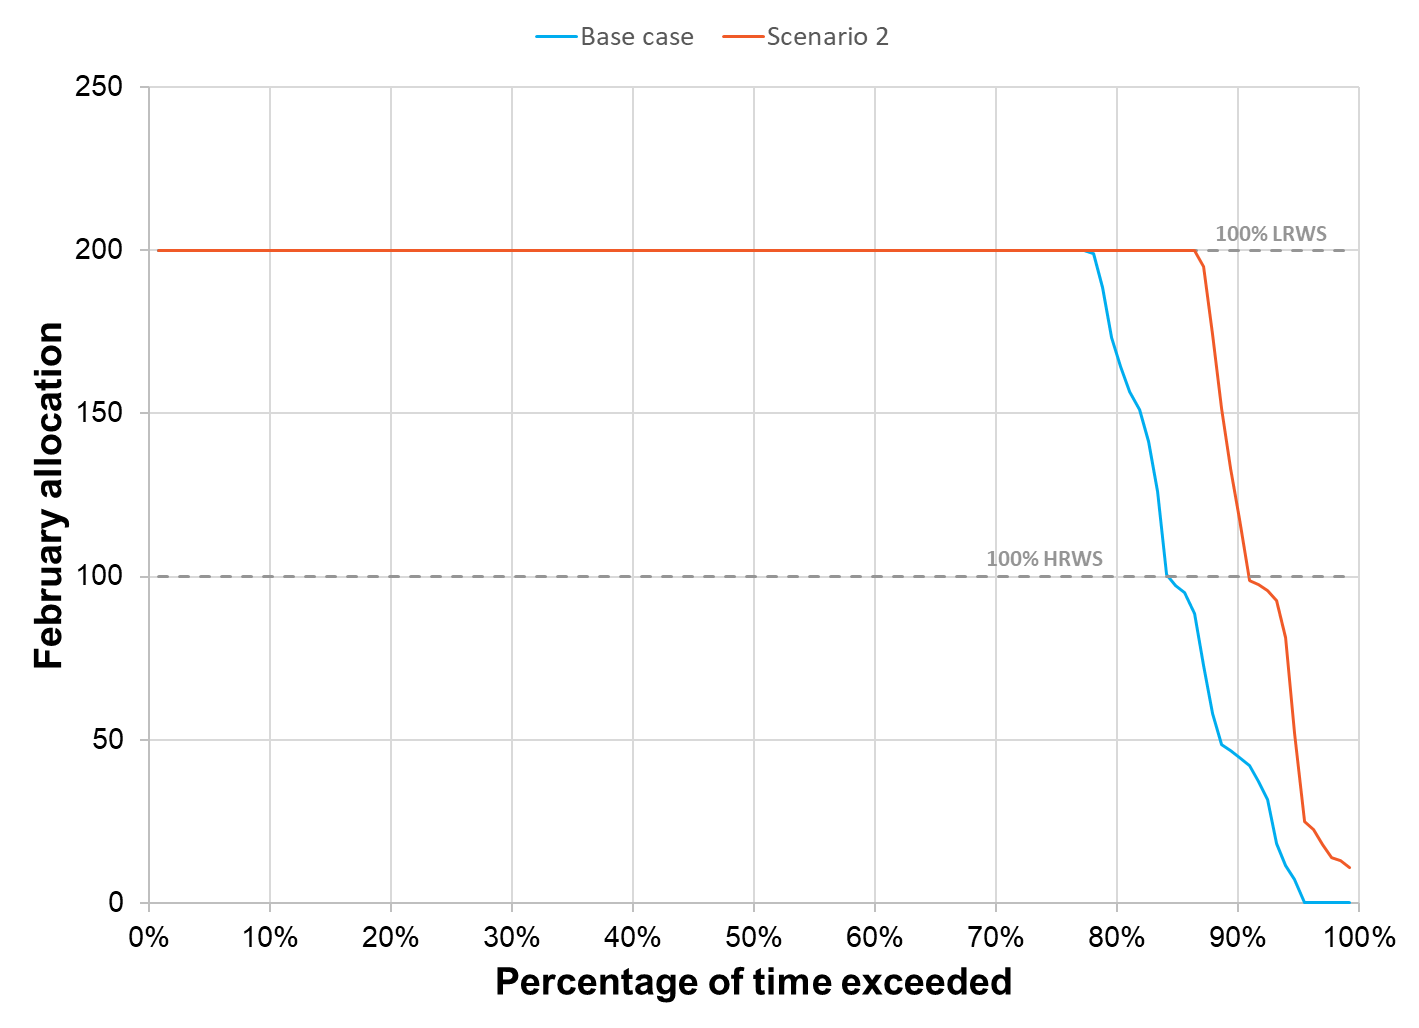 Base case Scenario 2
250
200
150
100
50
0
100% LRWS
100% HRWS
February allocation
0% 10% 20% 30% 40% 50% 60% 70% 80% 90% 100%
Percentage of time exceeded